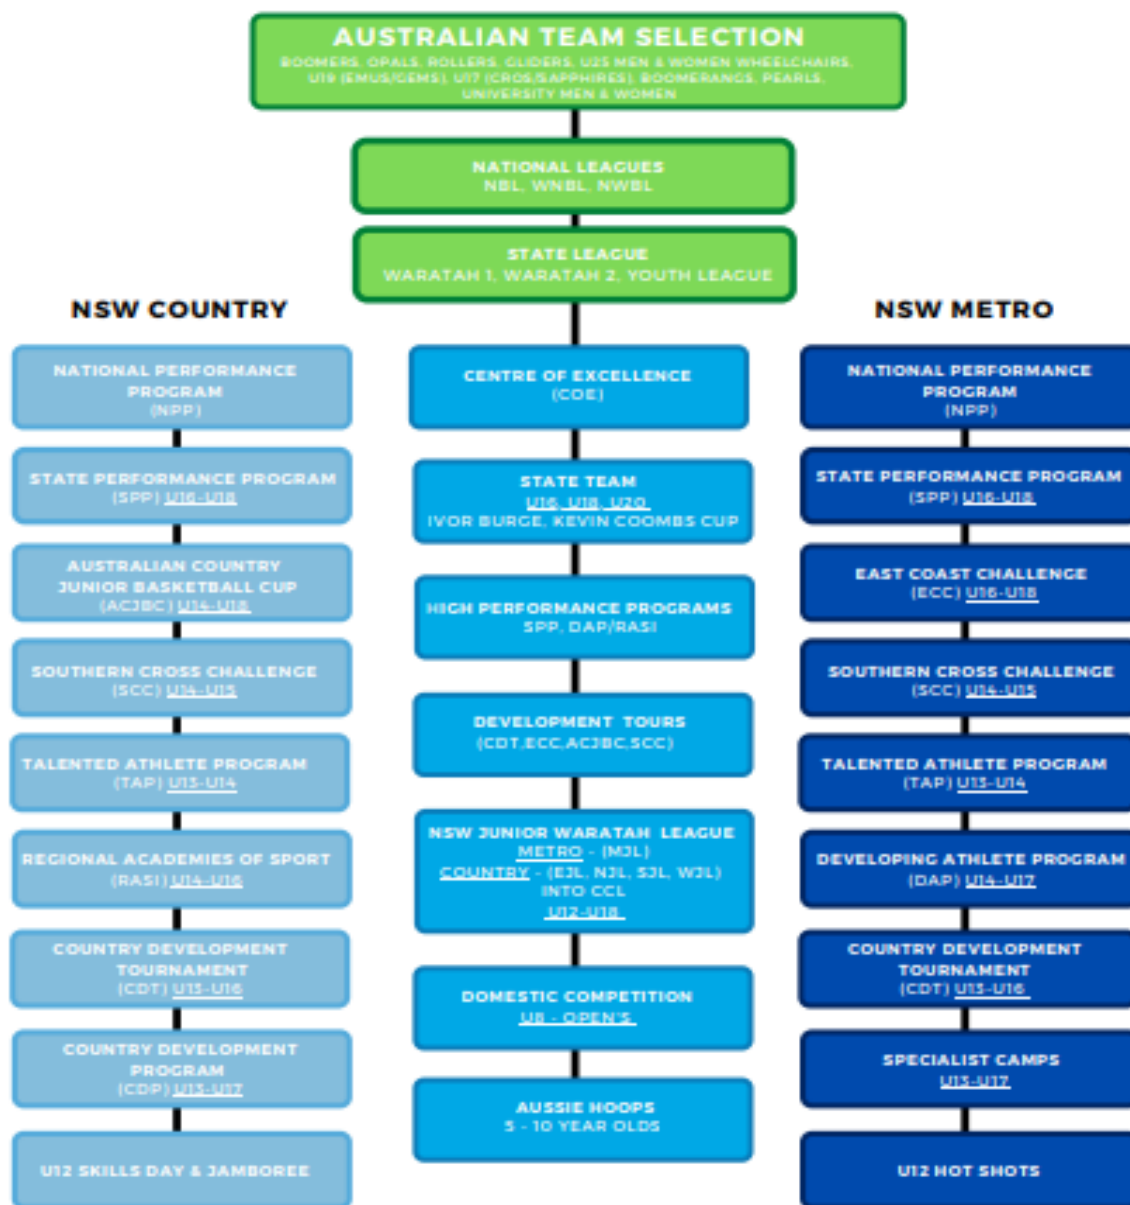 AUSTRALIAN TEAM SELECTION
BOOMERS, OPALS, ROLLERS, GLIDERS, U25 MEN & WOMEN WHEELCHAIRS,
U19 (EMUS/GEMS), U17 (CROS/SAPPHIRES), BOOMERANGS, PEARLS,
UNIVERSITY MEN & WOMEN
NATIONAL LEAGUES
NBL, WNBL, NWBL
STATE LEAGUE
WARATAH 1, WARATAH 2, YOUTH LEAGUE
NSW COUNTRY
NATIONAL PERFORMANCE
PROGRAM
(NPP)
STATE PERFORMANCE PROGRAM
(SPP) U16-U18
AUSTRALIAN COUNTRY
JUNIOR BASKETBALL CUP
(ACJBC) U14-U18
SOUTHERN CROSS CHALLENGE
(SCC) U14-U15
TALENTED ATHLETE PROGRAM
(TAP) U13-U14
REGIONAL ACADEMIES OF SPORT
(RASI) U14-U16
COUNTRY DEVELOPMENT
TOURNAMENT
(CDT) U13-U16
COUNTRY DEVELOPMENT
PROGRAM
(CDP) U13-U17
U12 SKILLS DAY & JAMBOREE
CENTRE OF EXCELLENCE
(COE)
STATE TEAM
U16, U18, U20
IVOR BURGE, KEVIN COOMBS CUP
HIGH PERFORMANCE PROGRAMS
SPP, DAP/RASI
DEVELOPMENT TOURS
(CDT,ECC,ACJBC,SCC)
NSW JUNIOR WARATAH LEAGUE
METRO - (MJL)
COUNTRY - (EJL, NJL, SJL, WJL)
INTO CCL
U12-U18
DOMESTIC COMPETITION
U8 - OPEN'S
AUSSIE HOOPS
5 - 10 YEAR OLDS
NSW METRO
NATIONAL PERFORMANCE
PROGRAM
(NPP)
STATE PERFORMANCE PROGRAM
(SPP) U16-U18
EAST COAST CHALLENGE
(ECC) U16-U18
SOUTHERN CROSS CHALLENGE
(SCC) U14-U15
TALENTED ATHLETE PROGRAM
(TAP) U13-U14
DEVELOPING ATHLETE PROGRAM
(DAP) U14-U17
COUNTRY DEVELOPMENT
TOURNAMENT
(CDT) U13-U16
SPECIALIST CAMPS
U13-U17
U12 HOT SHOTS